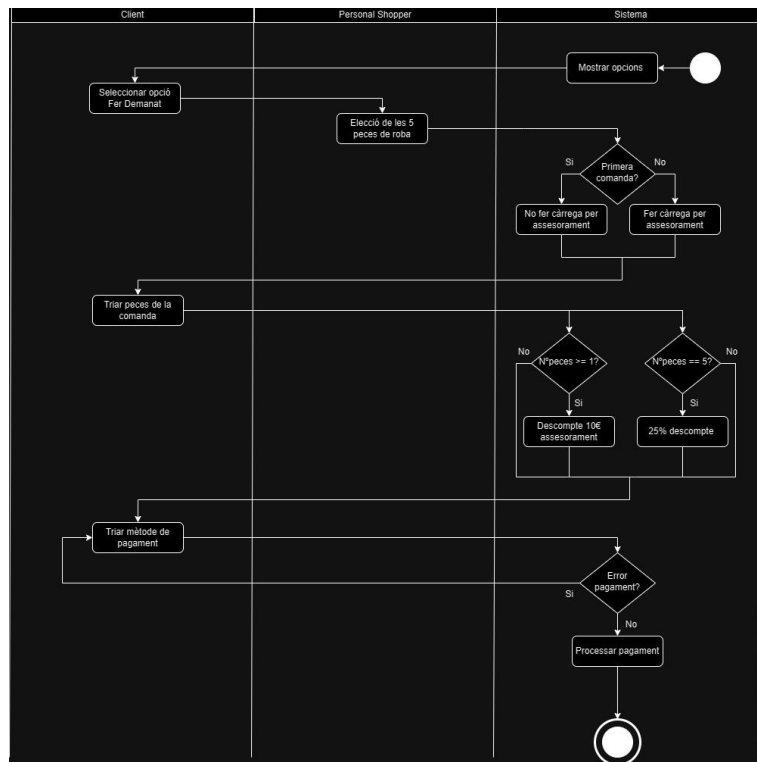 Client
Personal Shopper
Sistema
Mostrar opcions
Seleccionar opció
Fer Demanat
Elecció de les 5
peces de roba
Primera
comanda?
Si
No
No fer càrrega per
assesorament
Fer càrrega per
assesorament
Triar peces de la
comanda
Nºpeces >= 1?
No
Si
Nºpeces == 5?
No
Si
Descompte 10€
assesorament
25% descompte
Triar mètode de
pagament
Error
pagament?
Si
No
Processar pagament